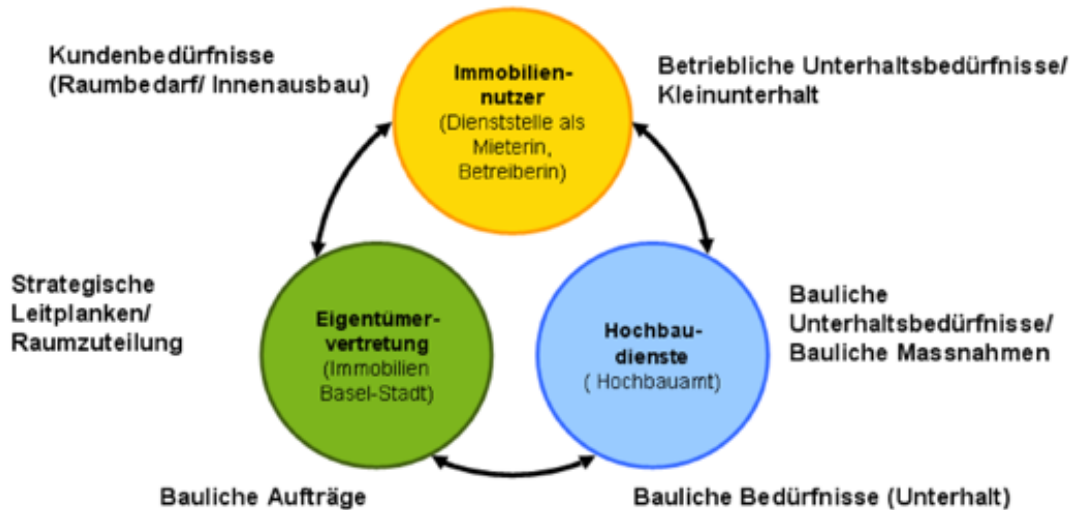 Kundenbedürfnisse
(Raumbedarf/ Innenausbau)
Immobilien-
nutzer
(Dienststelle als
Mieterin,
Betreiberin)
Betriebliche Unterhaltsbedürfnisse/
Kleinunterhalt
Strategische
Leitplanken/
Raumzuteilung
Eigentümer-
vertretung
(Immobilien
Basel-Stadt)
Hochbau-
dienste
( Hochbauamt)
Bauliche
Unterhaltsbedürfnisse/
Bauliche Massnahmen
Bauliche Aufträge
Bauliche Bedürfnisse (Unterhalt)